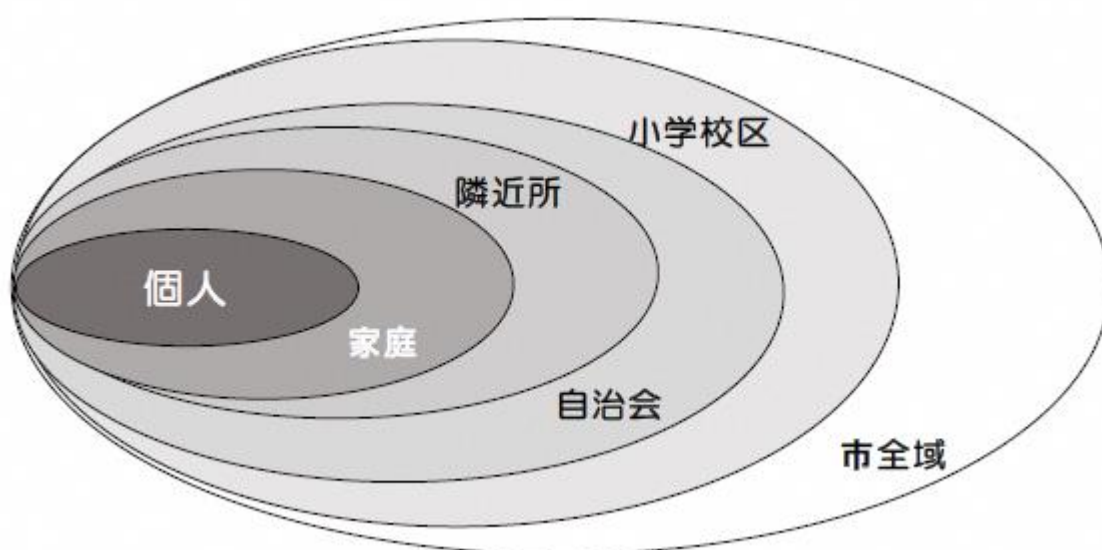 小学校区
隣近所
個人
家庭
自治会
市全域